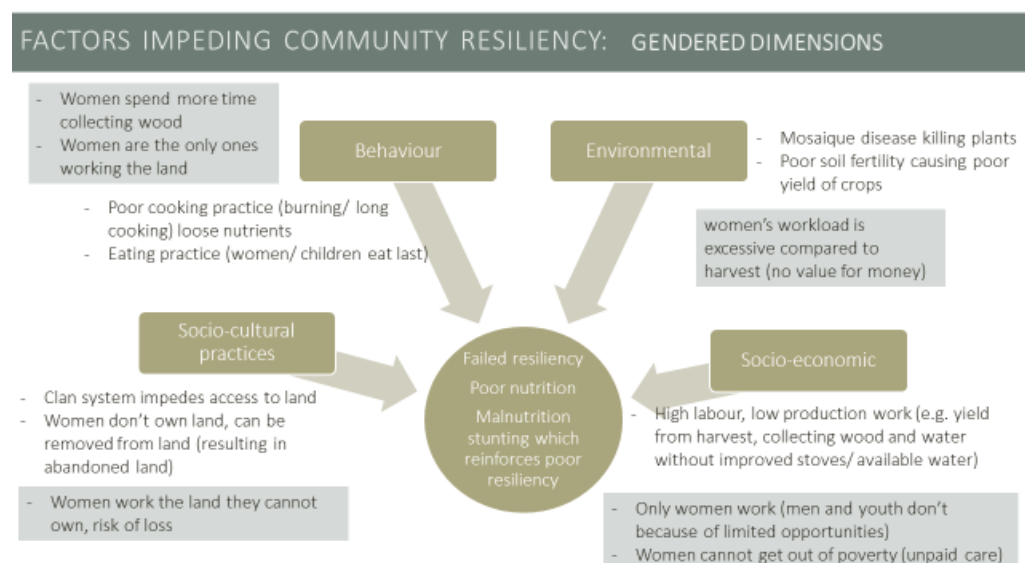 FACTORS IMPEDING COMMUNITY RESILIENCY: GENDERED DIMENSIONS
- Women spend more time
collecting wood
- Women are the only ones
working the land
Behaviour
- Poor cooking practice (burning/ long
cooking) loose nutrients
- Eating practice (women/ children eat last)
Environmental
- Mosaique disease killing plants
- Poor soil fertility causing poor
yield of crops
women's workload is
excessive compared to
harvest (no value for money)
Socio-cultural
practices
- Clan system impedes access to land
- Women don't own land, can be
removed from land (resulting in
abandoned land)
- Women work the land they cannot
own, risk of loss
Failed resiliency
Poor nutrition
Malnutrition
stunting which
reinforces poor
resiliency
Socio-economic
- High labour, low production work (e.g. yield
from harvest, collecting wood and water
without improved stoves/ available water)
- Only women work (men and youth don't
because of limited opportunities)
- Women cannot get out of poverty (unpaid care)